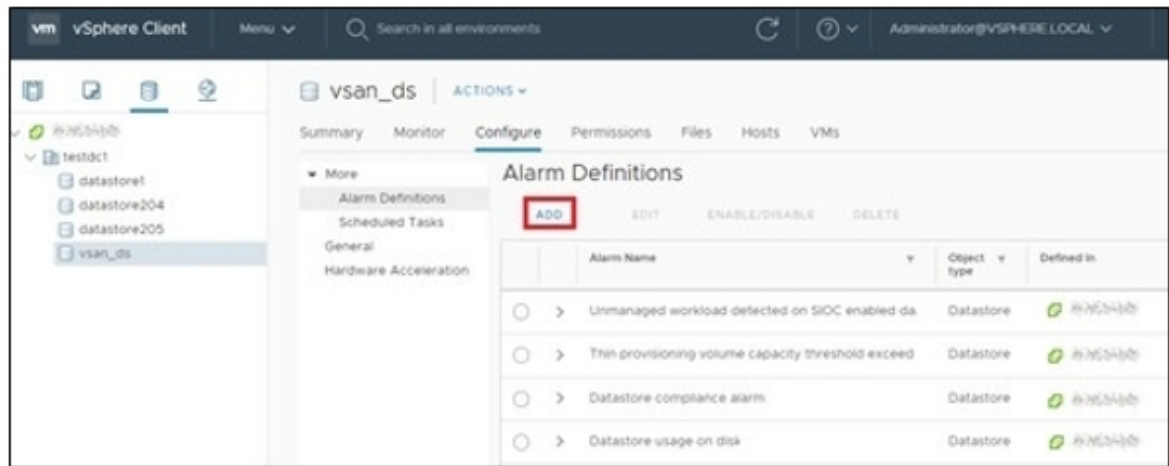 vm vSphere Client Menu Search in all environments Administrator@VSPHERE.LOCAL
testdc1
datastore1
datastore204
datastore205
vsan_ds
vsan_ds ACTIONS
Summary Monitor Configure Permissions Files Hosts VMs
More
Alarm Definitions
Scheduled Tasks
General
Hardware Acceleration
Alarm Definitions
ADD EDIT ENABLE/DISABLE DELETE
Alarm Name Object type Defined In
Unmanaged workload detected on SIOC enabled da Datastore
Thin provisioning volume capacity threshold exceed Datastore
Datastore compliance alarm Datastore
Datastore usage on disk Datastore